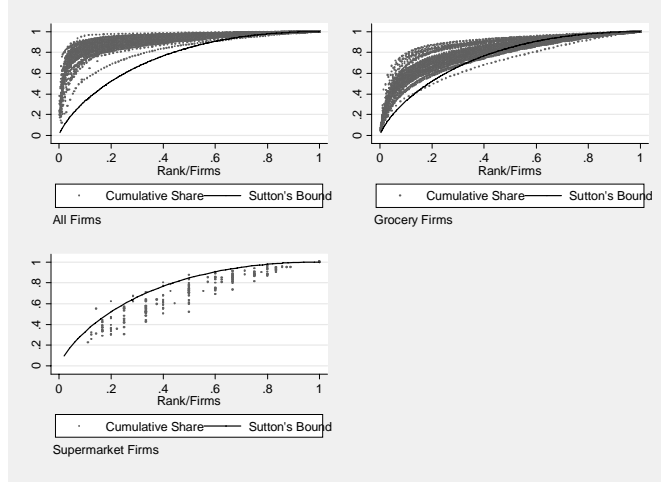 0 .2 .4 .6 .8 1
0 .2 .4 .6 .8 1
Rank/Firms
Cumulative Share Sutton's Bound
All Firms
0 .2 .4 .6 .8 1
0 .2 .4 .6 .8 1
Rank/Firms
Cumulative Share Sutton's Bound
Grocery Firms
0 .2 .4 .6 .8 1
0 .2 .4 .6 .8 1
Rank/Firms
Cumulative Share Sutton's Bound
Supermarket Firms